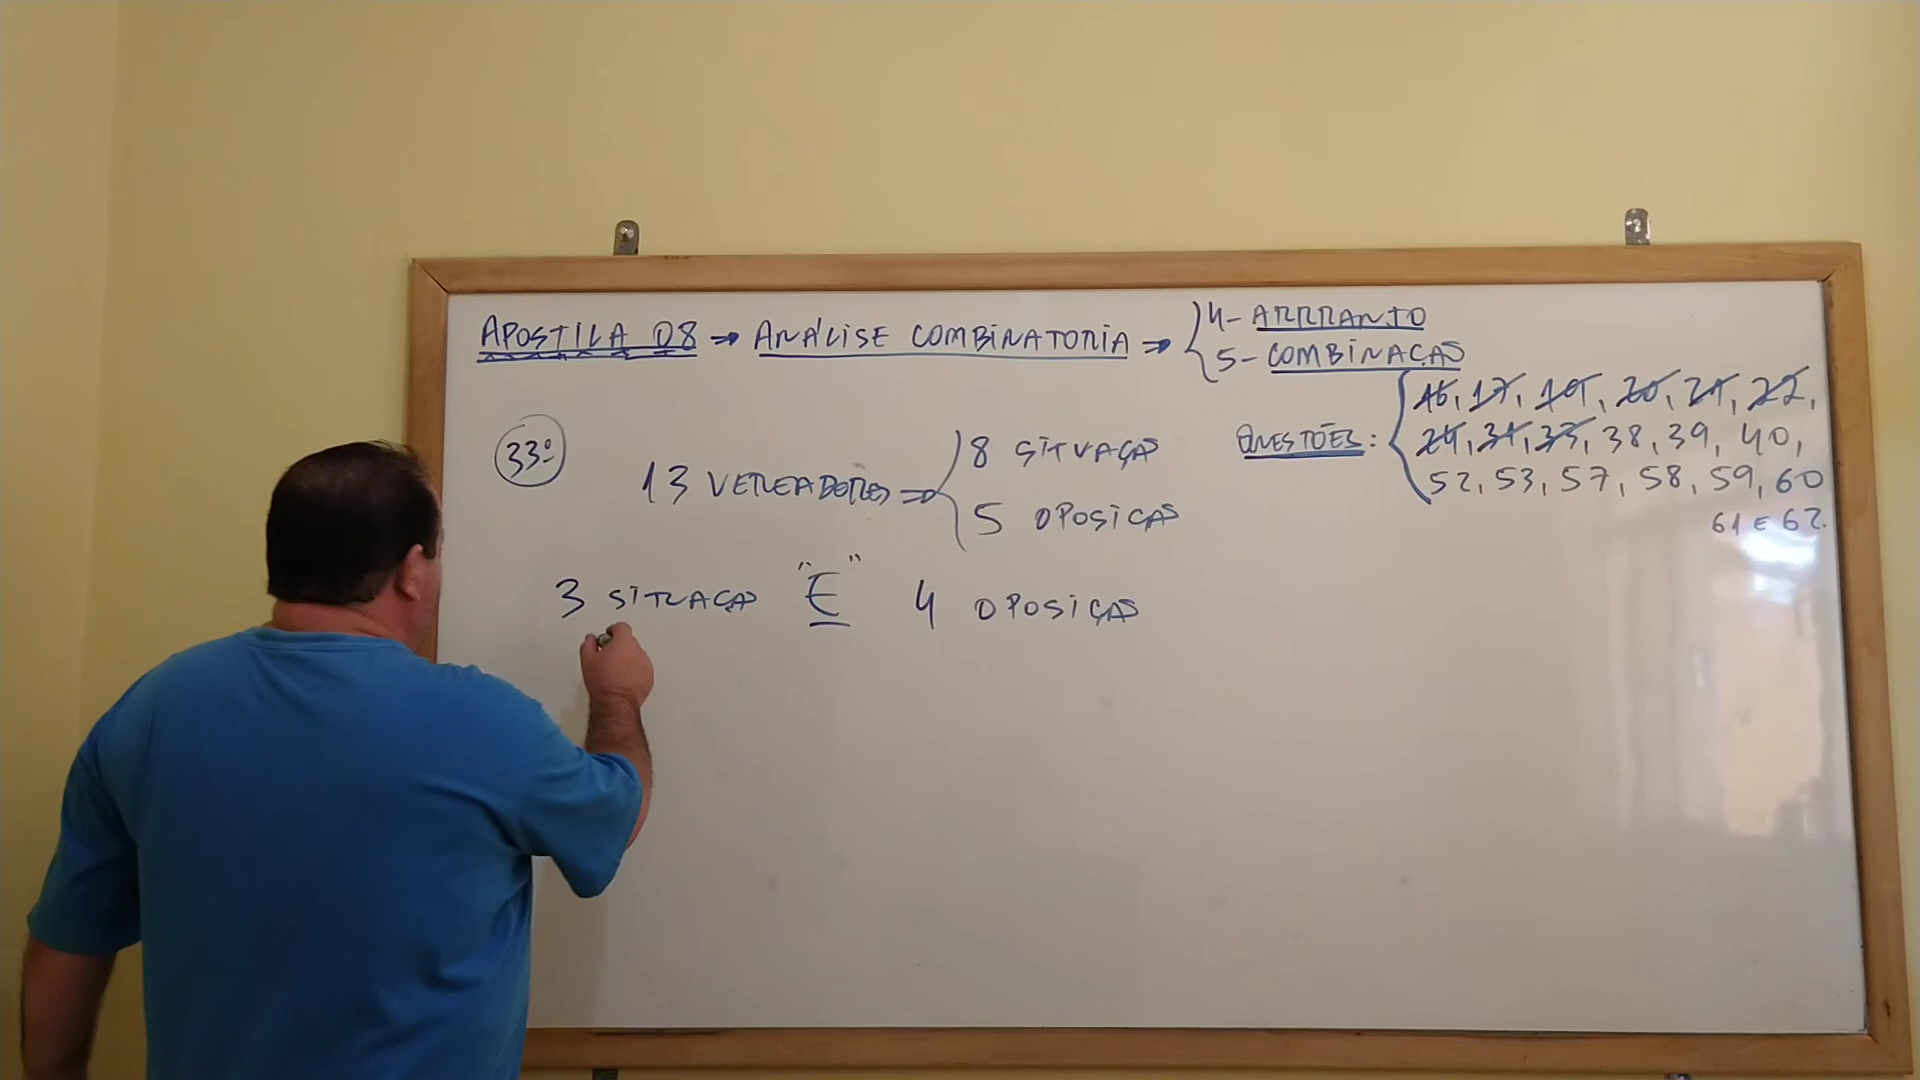 APOSTILA 08 → ANÁLISE COMBINATORIA → { 4- ARRRANJO
5- COMBINAÇÃO
QUESTÕES: { 16, 17, 19, 20, 21, 22,
24, 31, 33, 38, 39, 40,
52, 53, 57, 58, 59, 60
61 E 62.
33º
13 VEREADORES ⇒ { 8 SITUAÇÃO
5 OPOSIÇÃO
3 SITUAÇÃO "E" 4 OPOSIÇÃO